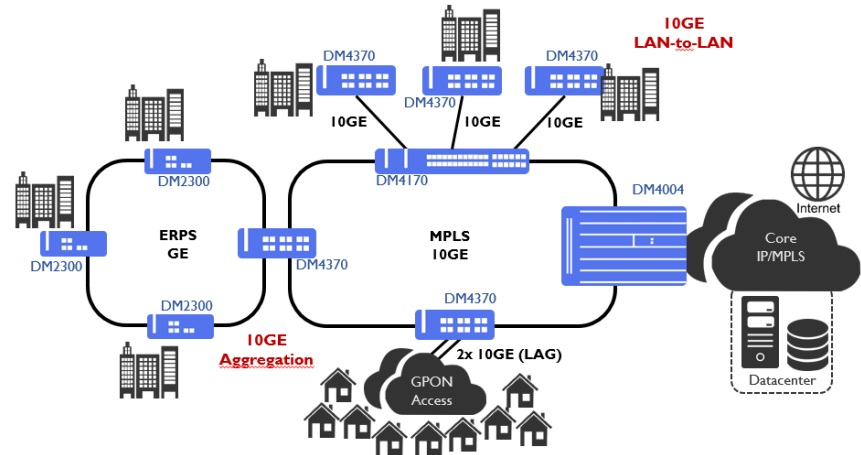 10GE
LAN-to-LAN
DM4370
DM4370
DM4370
DM4370
10GE
10GE
10GE
DM2300
DM4170
DM4004
Internet
ERPS
GE
MPLS
10GE
Core
IP/MPLS
DM2300
DM4370
DM2300
DM4370
10GE
Aggregation
2x 10GE (LAG)
GPON
Access
Datacenter